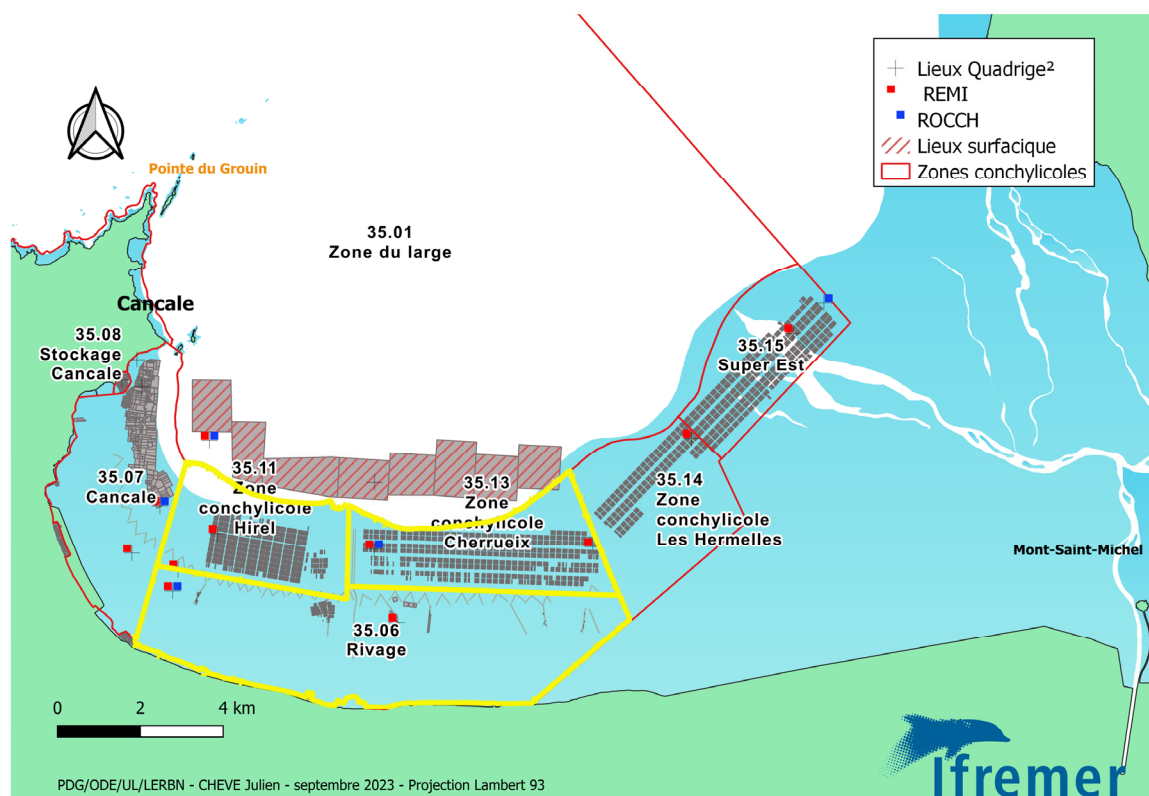 Lieux Quadrige²
REMI
ROCCH
Lieux surfacique
Zones conchylicoles
Pointe du Grouin
35.01
Zone du large
Cancale
35.08
Stockage
Cancale
35.15
Super Est
35.11
Zone
conchylicole
Hirel
35.13
Zone
conchylicole
Cherrueix
35.14
Zone
conchylicole
Les Hermelles
35.07
Cancale
Mont-Saint-Michel
35.06
Rivage
0 2 4 km
PDG/ODE/UL/LERBN - CHEVE Julien - septembre 2023 - Projection Lambert 93
Ifremer